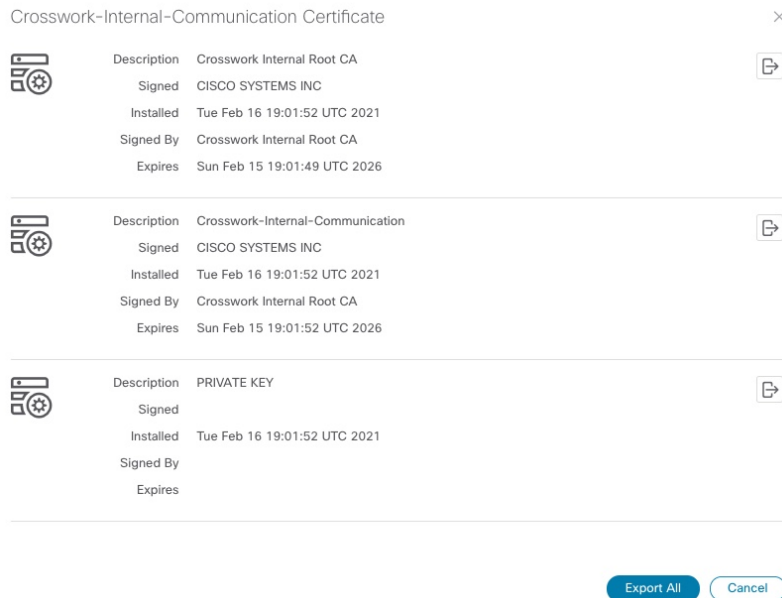 Crosswork-Internal-Communication Certificate
Description Crosswork Internal Root CA
Signed CISCO SYSTEMS INC
Installed Tue Feb 16 19:01:52 UTC 2021
Signed By Crosswork Internal Root CA
Expires Sun Feb 15 19:01:49 UTC 2026
Description Crosswork-Internal-Communication
Signed CISCO SYSTEMS INC
Installed Tue Feb 16 19:01:52 UTC 2021
Signed By Crosswork Internal Root CA
Expires Sun Feb 15 19:01:52 UTC 2026
Description PRIVATE KEY
Signed
Installed Tue Feb 16 19:01:52 UTC 2021
Signed By
Expires
Export All Cancel